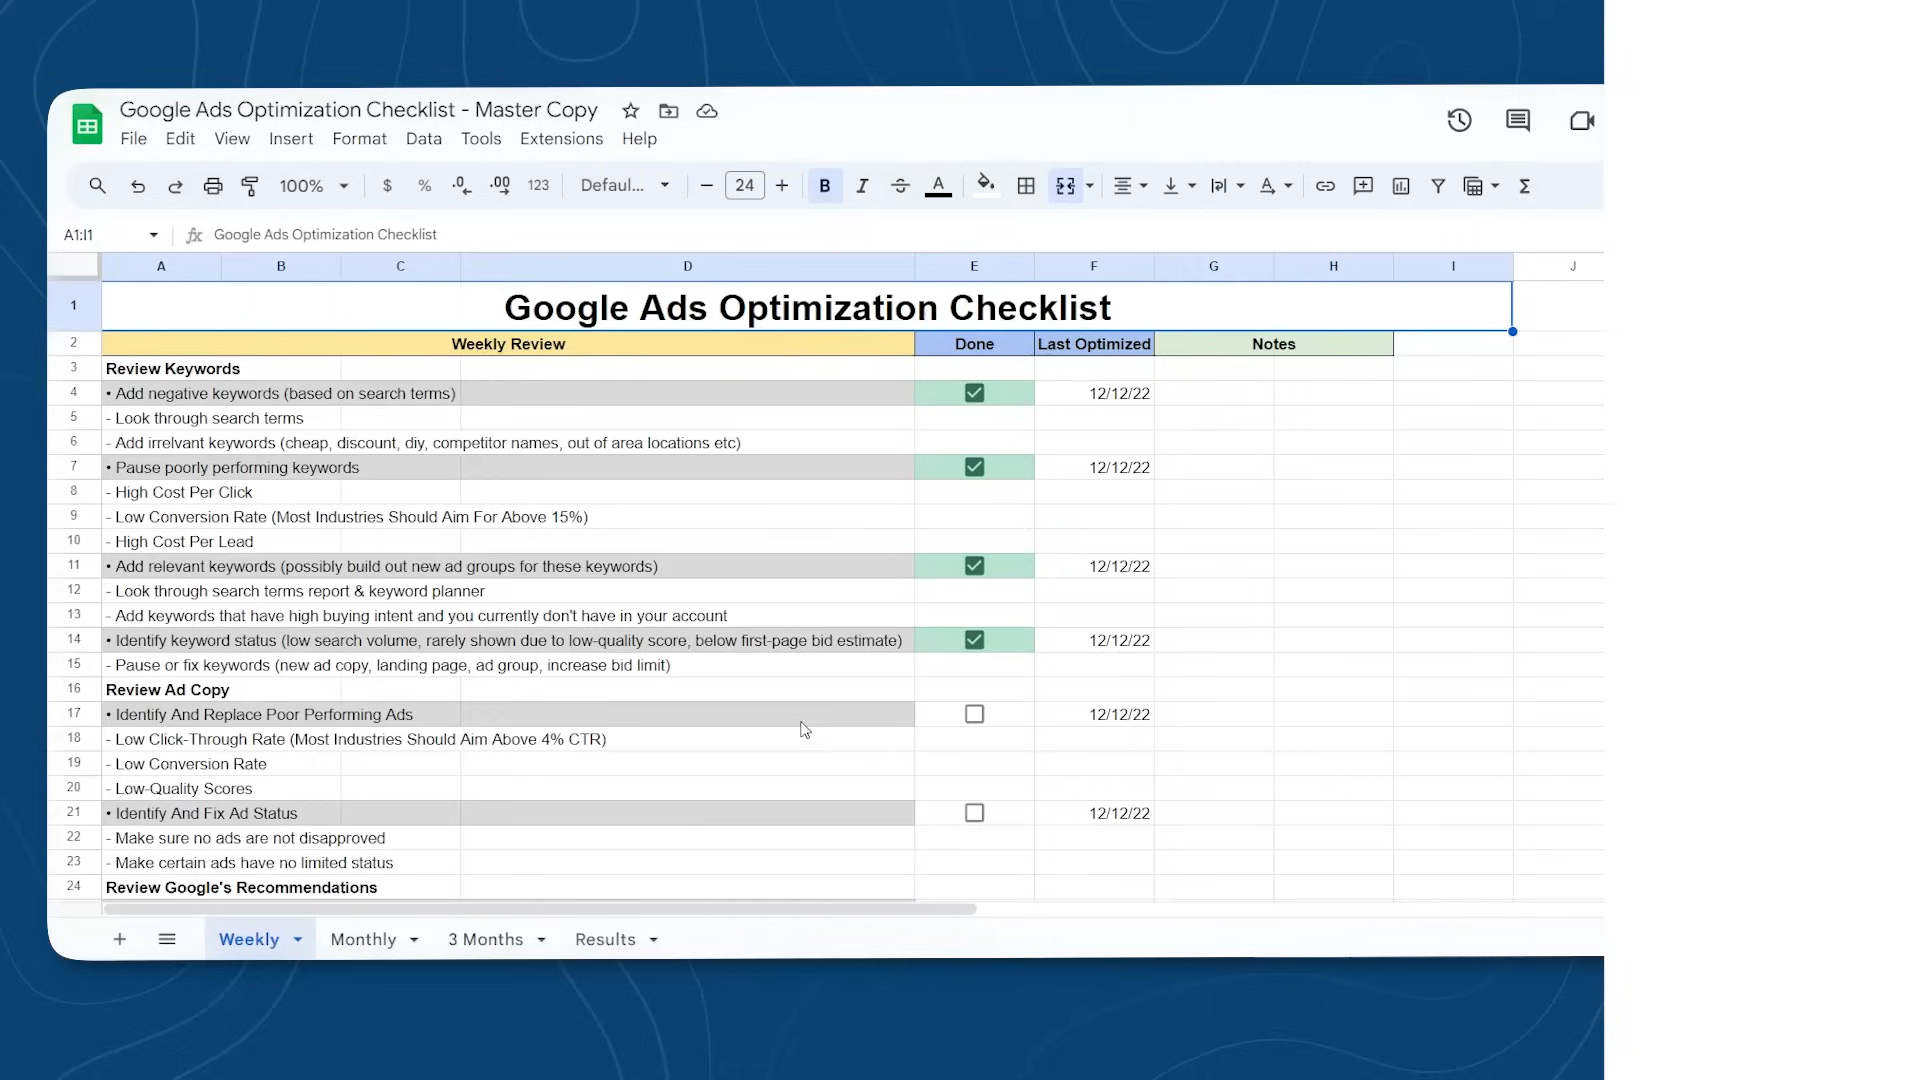 Google Ads Optimization Checklist - Master Copy
File Edit View Insert Format Data Tools Extensions Help
100% $ % .0 .00 123 Defaul... − 24 + B I S A Σ
A1:I1 fx Google Ads Optimization Checklist
A B C D E F G H I J
1 Google Ads Optimization Checklist
2 Weekly Review Done Last Optimized Notes
3 Review Keywords
4 • Add negative keywords (based on search terms) 12/12/22
5 - Look through search terms
6 - Add irrelvant keywords (cheap, discount, diy, competitor names, out of area locations etc)
7 • Pause poorly performing keywords 12/12/22
8 - High Cost Per Click
9 - Low Conversion Rate (Most Industries Should Aim For Above 15%)
10 - High Cost Per Lead
11 • Add relevant keywords (possibly build out new ad groups for these keywords) 12/12/22
12 - Look through search terms report & keyword planner
13 - Add keywords that have high buying intent and you currently don't have in your account
14 • Identify keyword status (low search volume, rarely shown due to low-quality score, below first-page bid estimate) 12/12/22
15 - Pause or fix keywords (new ad copy, landing page, ad group, increase bid limit)
16 Review Ad Copy
17 • Identify And Replace Poor Performing Ads 12/12/22
18 - Low Click-Through Rate (Most Industries Should Aim Above 4% CTR)
19 - Low Conversion Rate
20 - Low-Quality Scores
21 • Identify And Fix Ad Status 12/12/22
22 - Make sure no ads are not disapproved
23 - Make certain ads have no limited status
24 Review Google's Recommendations
+ Weekly Monthly 3 Months Results